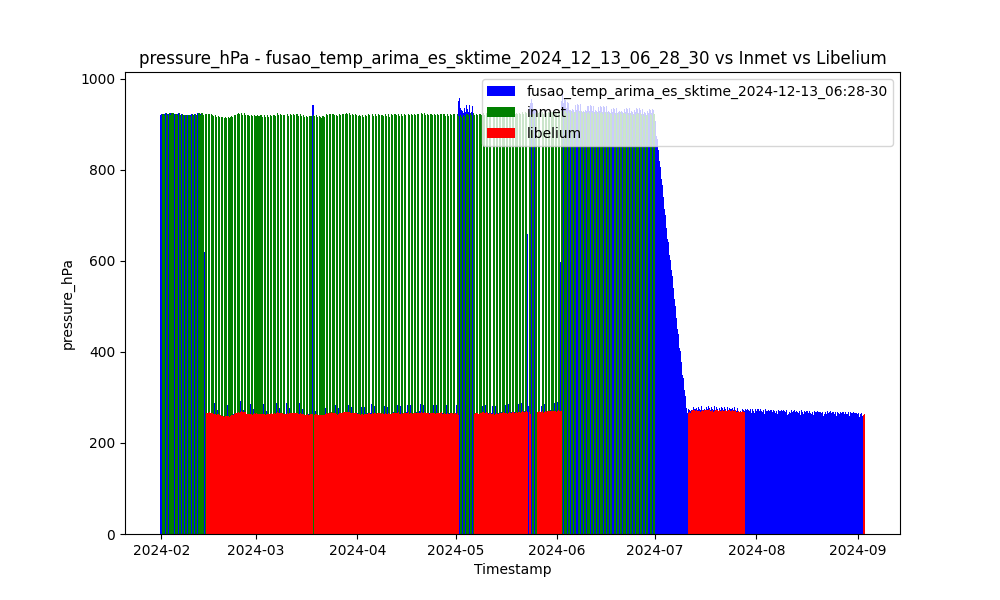 pressure_hPa - fusao_temp_arima_es_sktime_2024_12_13_06_28_30 vs Inmet vs Libelium
fusao_temp_arima_es_sktime_2024-12-13_06:28-30
inmet
libelium
1000
800
600
400
200
0
pressure_hPa
2024-02 2024-03 2024-04 2024-05 2024-06 2024-07 2024-08 2024-09
Timestamp